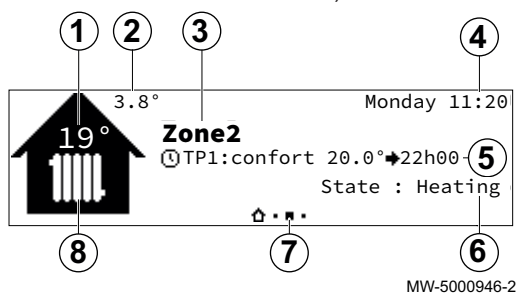 1 2 3 4
3.8° Monday 11:20
19° Zone2
TP1:confort 20.0°➔22h00 5
State : Heating
8 7 6
MW-5000946-2